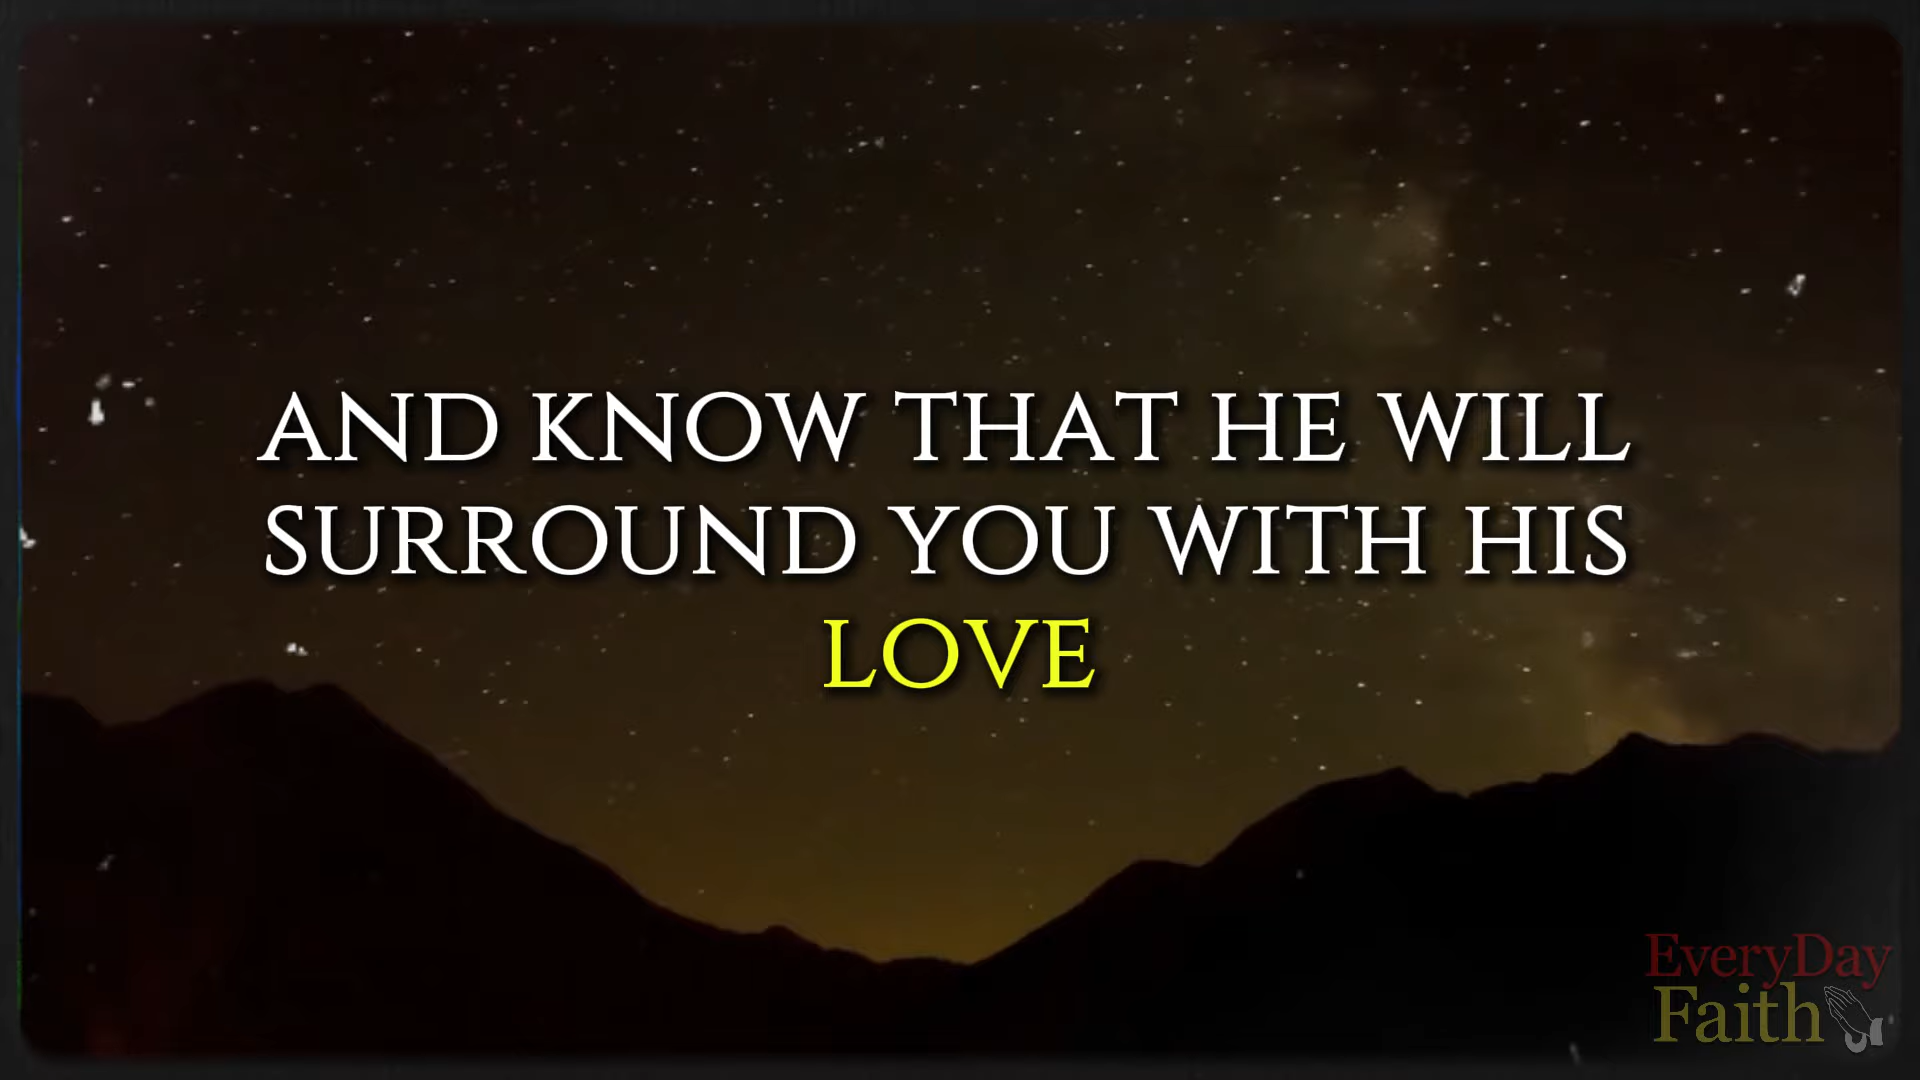 AND KNOW THAT HE WILL
SURROUND YOU WITH HIS
LOVE
EveryDay
Faith